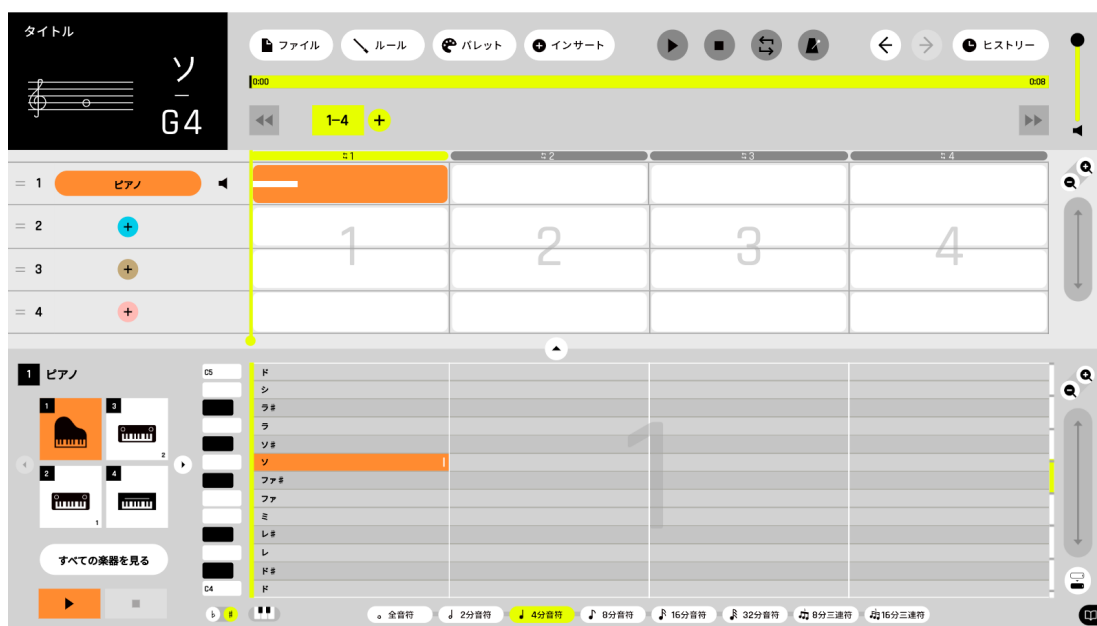 タイトル
ソ
G4
ファイル
ルール
パレット
インサート
ヒストリー
0:00
0:08
1−4
1
2
3
4
1
ピアノ
2
3
4
1
2
3
4
1 ピアノ
1
3
2
2
4
1
すべての楽器を見る
C5
C4
♭ ♯
ド
シ
ラ♯
ラ
ソ♯
ソ
ファ♯
ファ
ミ
レ♯
レ
ド♯
ド
1
全音符
2分音符
4分音符
8分音符
16分音符
32分音符
8分三連符
16分三連符